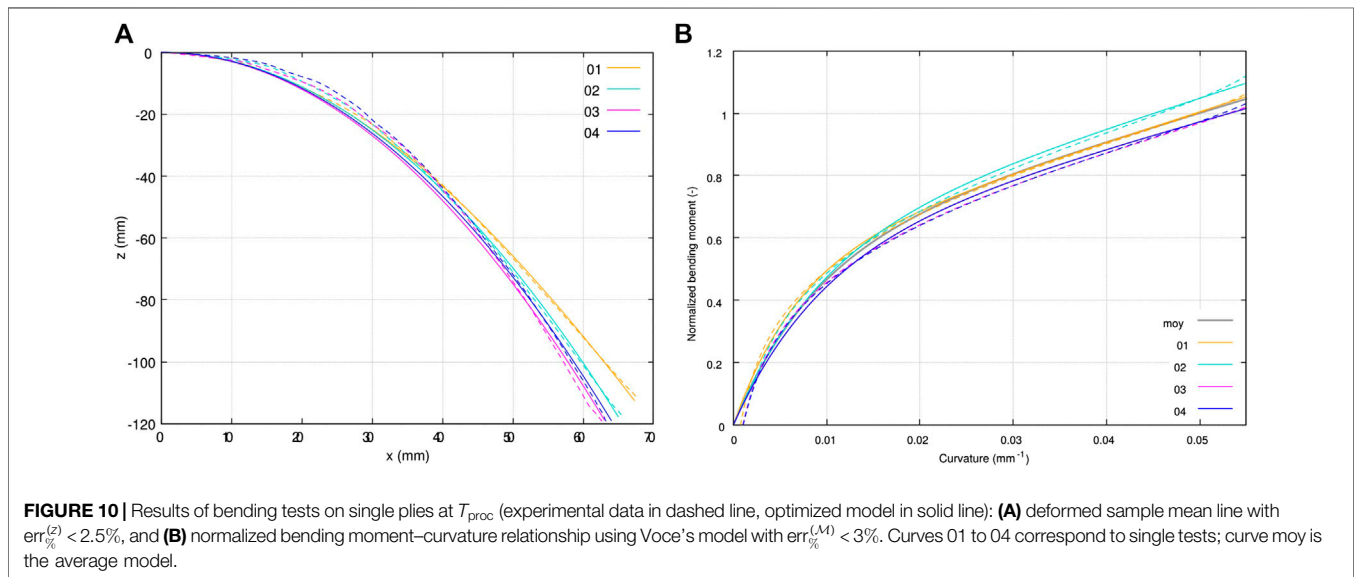 A
0
-20
-40
-60
-80
-100
-120
z (mm)
0 10 20 30 40 50 60 70
x (mm)
01
02
03
04
B
1.2
1
0.8
0.6
0.4
0.2
0
Normalized bending moment (-)
0 0.01 0.02 0.03 0.04 0.05
Curvature (mm⁻¹)
moy
01
02
03
04
FIGURE 10 | Results of bending tests on single plies at T_proc (experimental data in dashed line, optimized model in solid line): (A) deformed sample mean line with
err_%^(z) < 2.5%, and (B) normalized bending moment–curvature relationship using Voce's model with err_%^(M) < 3%. Curves 01 to 04 correspond to single tests; curve moy is
the average model.